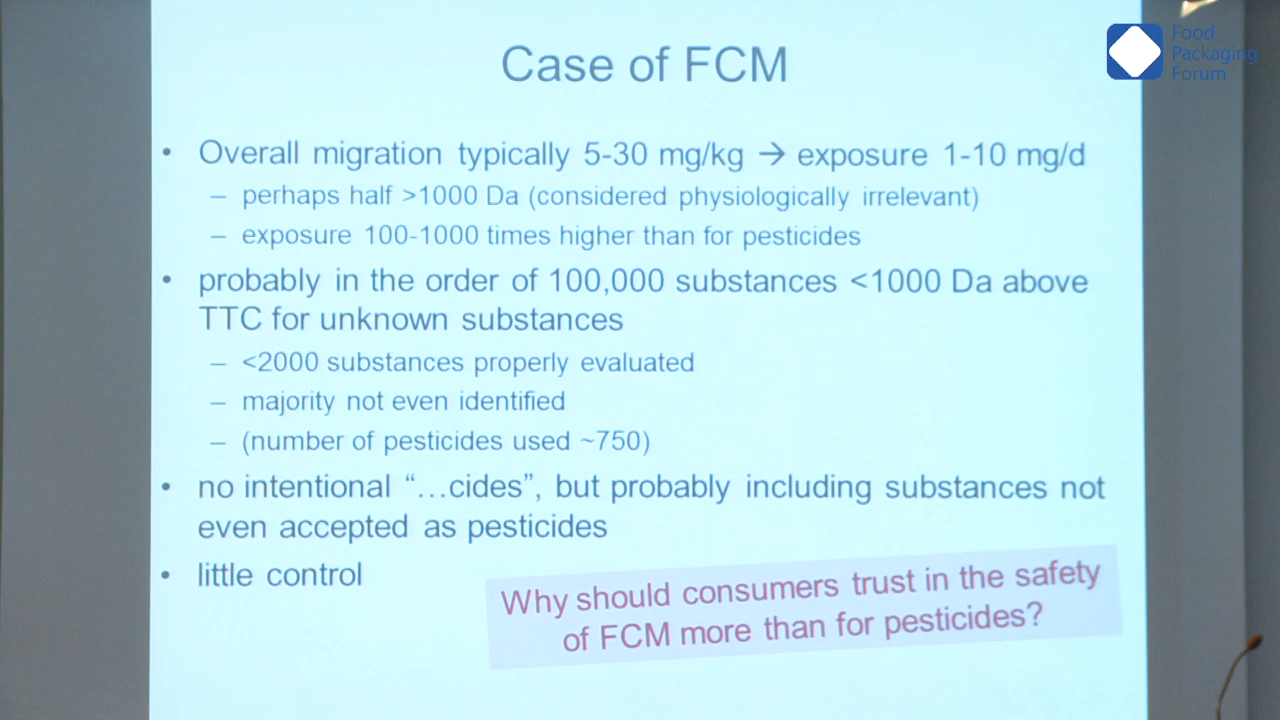 Case of FCM
Food
Packaging
Forum
• Overall migration typically 5-30 mg/kg → exposure 1-10 mg/d
– perhaps half >1000 Da (considered physiologically irrelevant)
– exposure 100-1000 times higher than for pesticides
• probably in the order of 100,000 substances <1000 Da above
TTC for unknown substances
– <2000 substances properly evaluated
– majority not even identified
– (number of pesticides used ~750)
• no intentional “…cides”, but probably including substances not
even accepted as pesticides
• little control
Why should consumers trust in the safety
of FCM more than for pesticides?